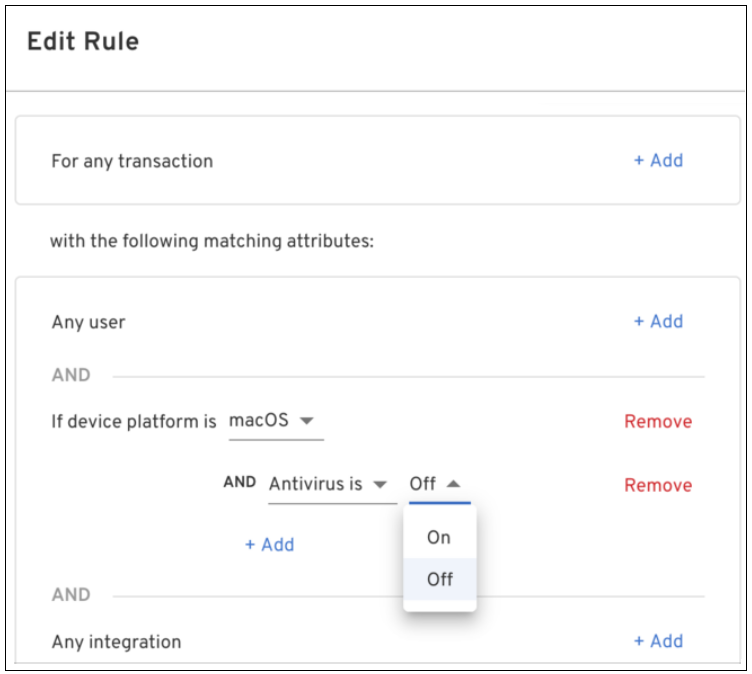 Edit Rule
For any transaction + Add
with the following matching attributes:
Any user + Add
AND
If device platform is macOS Remove
AND Antivirus is Off Remove
On
+ Add
Off
AND
Any integration + Add